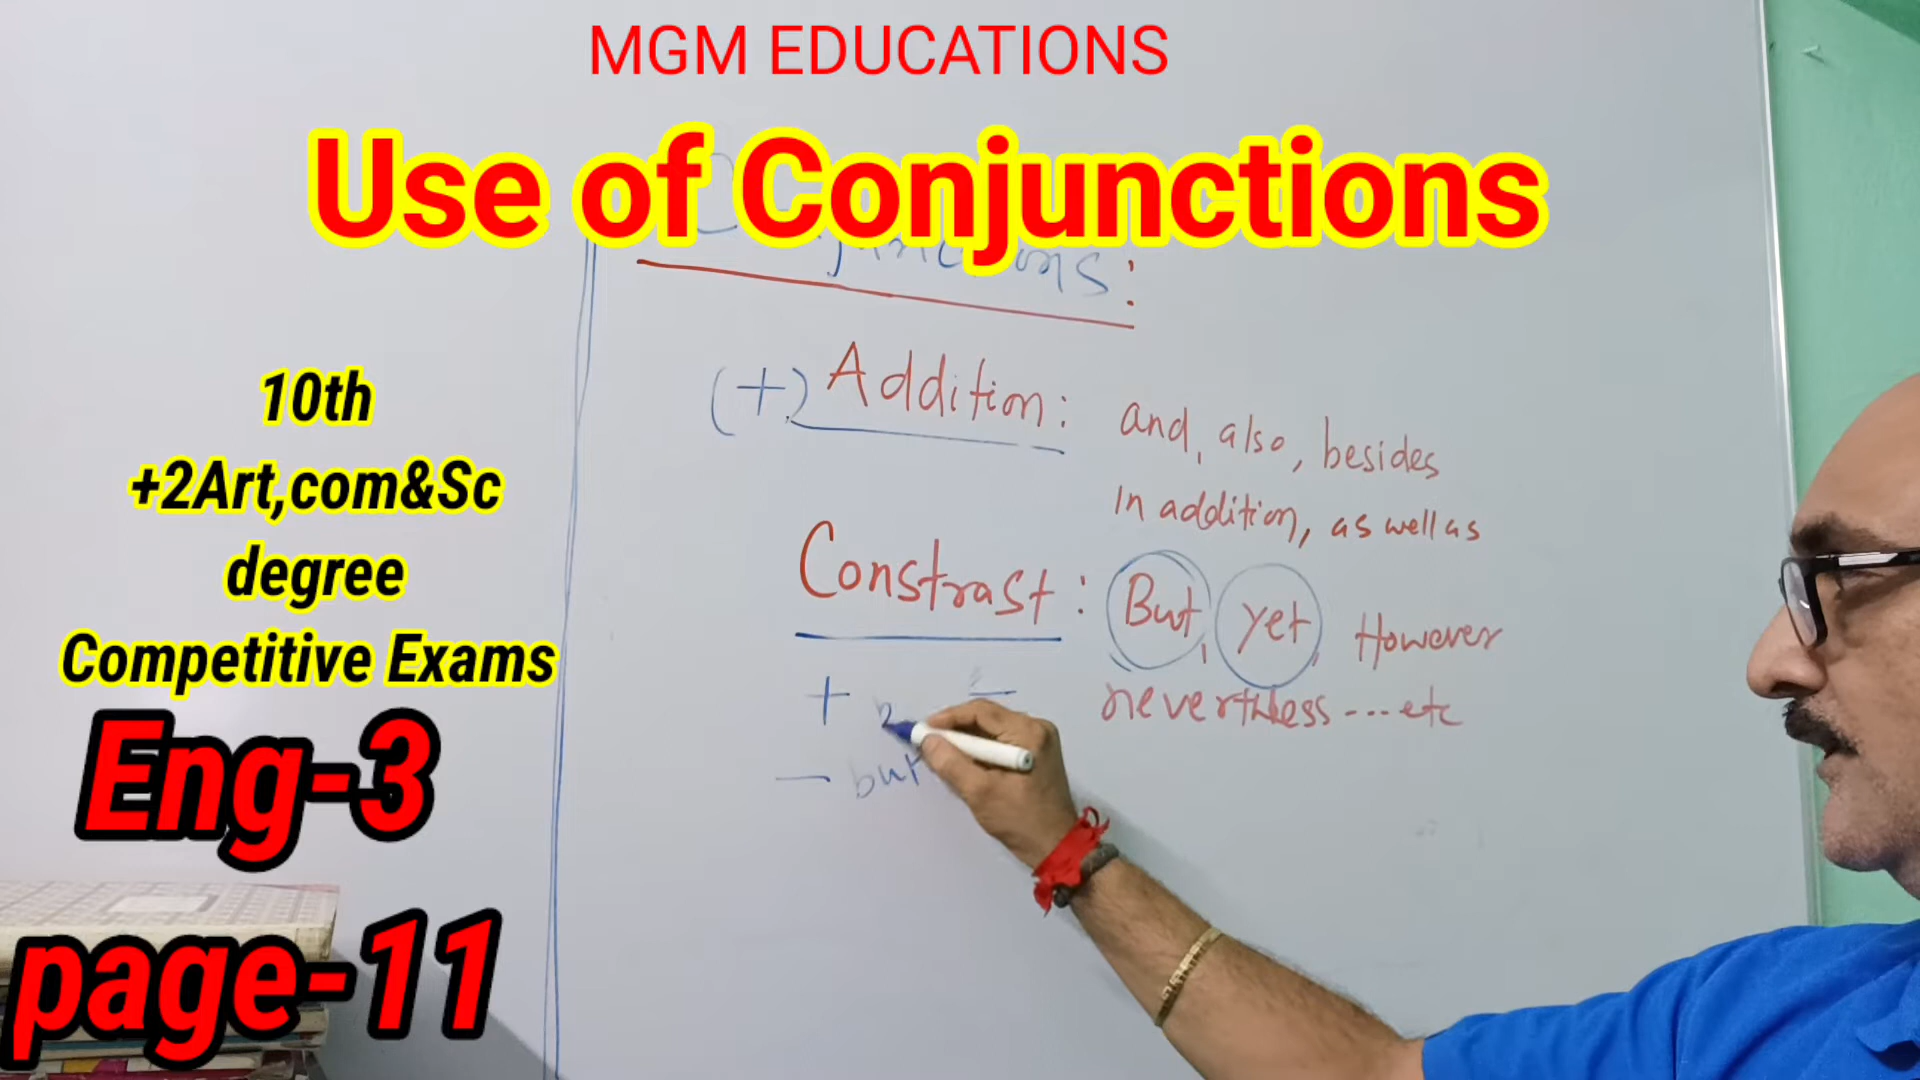 MGM EDUCATIONS
Use of Conjunctions
(+) Addition: and, also, besides
In addition, as well as
Constrast: But, yet, However
nevertheless ---etc
+ –
– but
10th
+2Art,com&Sc
degree
Competitive Exams
Eng-3
page-11